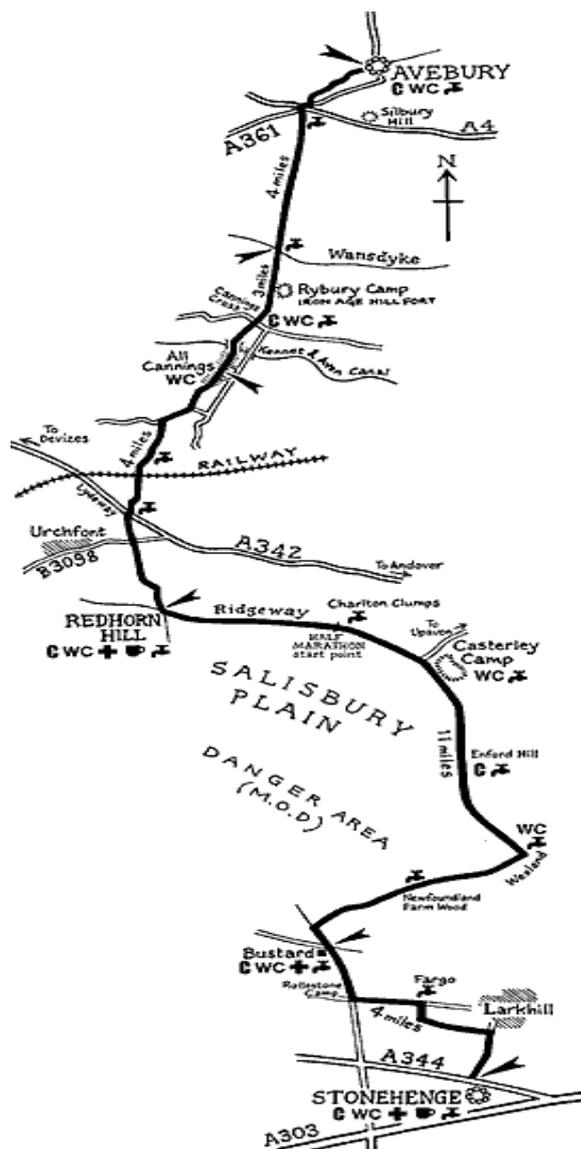 AVEBURY
C WC
Silbury
Hill
A361
A4
4 miles
N
Wansdyke
3 miles
Rybury Camp
IRON AGE HILL FORT
Cannings
Cross
C WC
All
Cannings
WC
Kennet & Avon Canal
To
Devizes
4 miles
RAILWAY
Lydeway
Urchfont
B3098
A342
To Andover
REDHORN
HILL
C WC
Ridgeway
Charlton Clumps
HALF
MARATHON
start point
To
Upavon
Casterley
Camp
WC
SALISBURY
PLAIN
11 miles
Enford Hill
C
DANGER AREA
(M.O.D)
WC
Wexland
Newfoundland
Farm Wood
Bustard
C WC
Rollestone
Camp
Fargo
Larkhill
4 miles
A344
STONEHENGE
C WC
A303